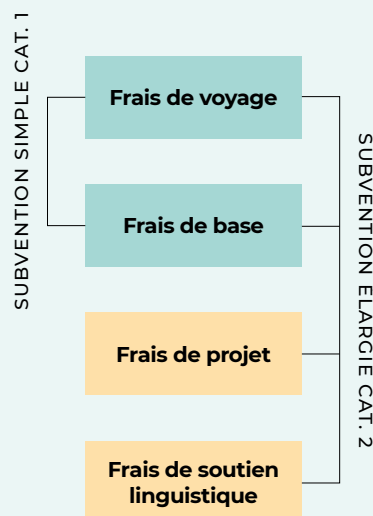 SUBVENTION SIMPLE CAT. 1
Frais de voyage
Frais de base
Frais de projet
Frais de soutien
linguistique
SUBVENTION ELARGIE CAT. 2